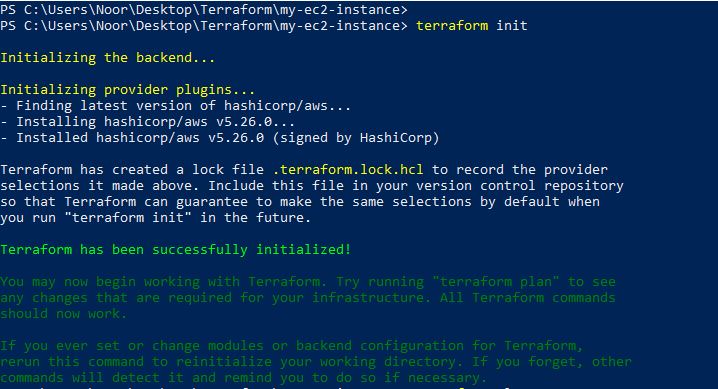 PS C:\Users\Noor\Desktop\Terraform\my-ec2-instance>
PS C:\Users\Noor\Desktop\Terraform\my-ec2-instance> terraform init
Initializing the backend...
Initializing provider plugins...
- Finding latest version of hashicorp/aws...
- Installing hashicorp/aws v5.26.0...
- Installed hashicorp/aws v5.26.0 (signed by HashiCorp)
Terraform has created a lock file .terraform.lock.hcl to record the provider
selections it made above. Include this file in your version control repository
so that Terraform can guarantee to make the same selections by default when
you run "terraform init" in the future.
Terraform has been successfully initialized!
You may now begin working with Terraform. Try running "terraform plan" to see
any changes that are required for your infrastructure. All Terraform commands
should now work.
If you ever set or change modules or backend configuration for Terraform,
rerun this command to reinitialize your working directory. If you forget, other
commands will detect it and remind you to do so if necessary.